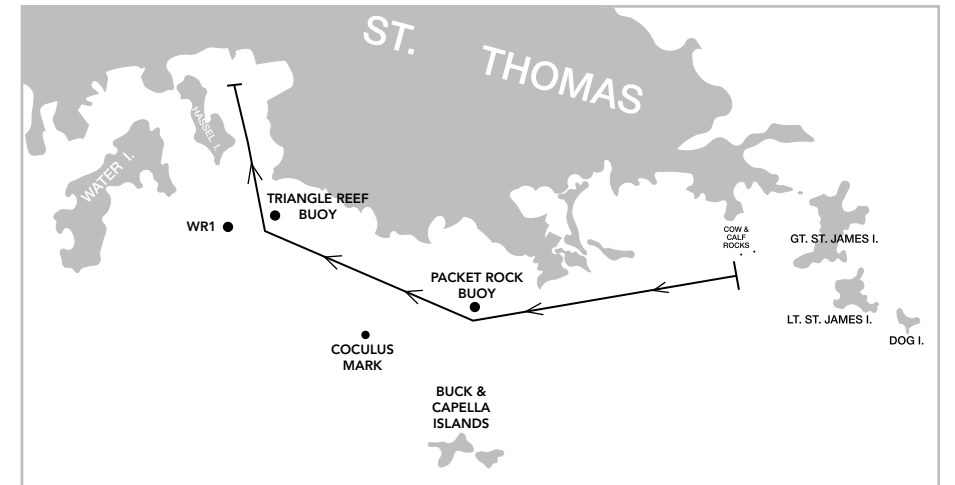 ST. THOMAS
HASSEL I.
WATER I.
TRIANGLE REEF
BUOY
WR1
COW &
CALF
ROCKS
GT. ST. JAMES I.
PACKET ROCK
BUOY
LT. ST. JAMES I.
DOG I.
COCULUS
MARK
BUCK &
CAPELLA
ISLANDS